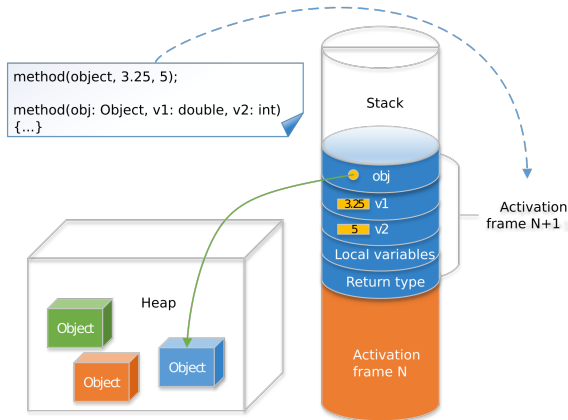 method(object, 3.25, 5);
method(obj: Object, v1: double, v2: int)
{...}
Stack
obj
3.25 v1
5 v2
Local variables
Return type
Activation
frame N+1
Activation
frame N
Heap
Object
Object
Object